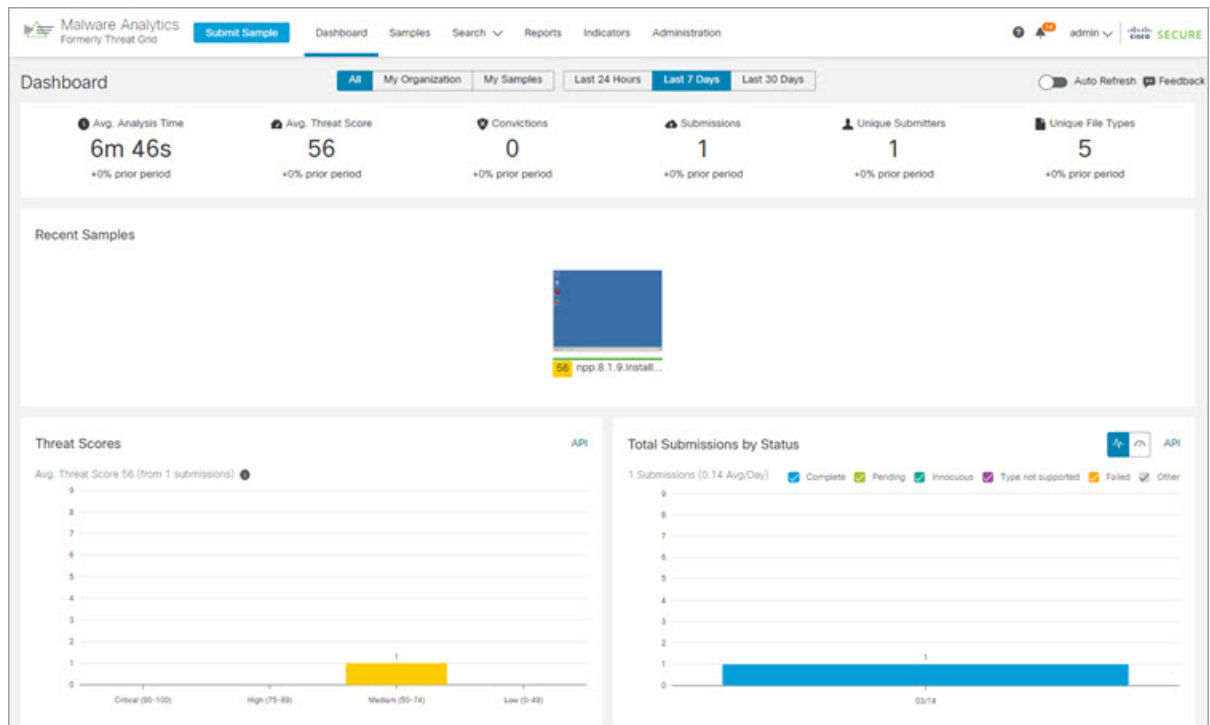 Malware Analytics
Formerly Threat Grid
Submit Sample
Dashboard Samples Search Reports Indicators Administration
14
admin
cisco SECURE
Dashboard
All My Organization My Samples
Last 24 Hours Last 7 Days Last 30 Days
Auto Refresh Feedback
Avg. Analysis Time
6m 46s
+0% prior period
Avg. Threat Score
56
+0% prior period
Convictions
0
+0% prior period
Submissions
1
+0% prior period
Unique Submitters
1
+0% prior period
Unique File Types
5
+0% prior period
Recent Samples
56 npp.8.1.9.Install...
Threat Scores
API
Avg. Threat Score 56 (from 1 submissions)
9
8
7
6
5
4
3
2
1
0
1
Critical (90-100) High (75-89) Medium (50-74) Low (0-49)
Total Submissions by Status
API
1 Submissions (0.14 Avg/Day) Complete Pending Innocuous Type not supported Failed Other
9
8
7
6
5
4
3
2
1
0
1
03/14